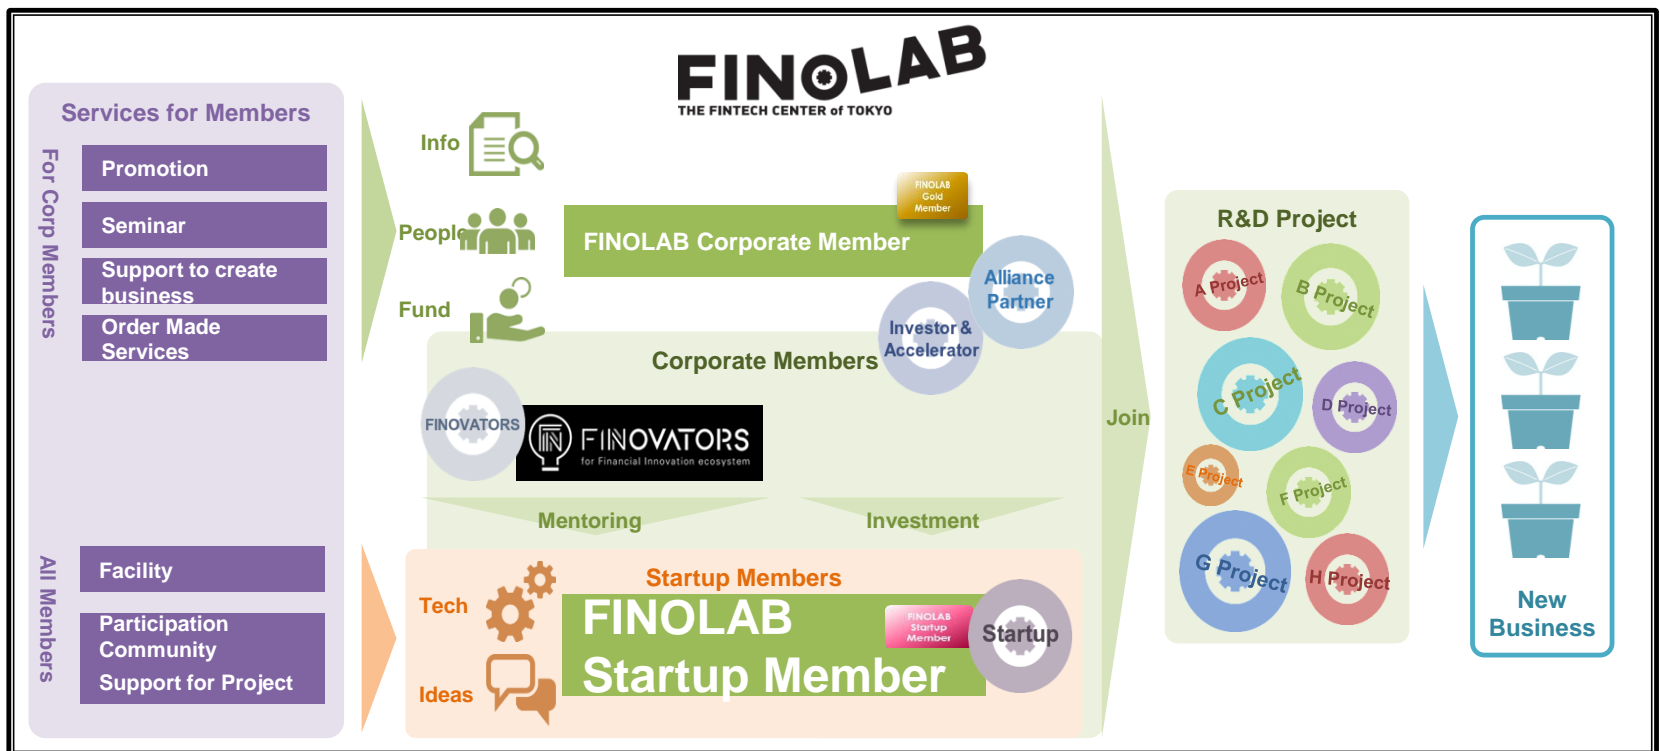 FINOLAB
THE FINTECH CENTER of TOKYO
Services for Members
For Corp Members
Promotion
Seminar
Support to create
business
Order Made
Services
All Members
Facility
Participation
Community
Support for Project
Info
People
Fund
FINOLAB
Gold
Member
FINOLAB Corporate Member
Alliance
Partner
Investor &
Accelerator
Corporate Members
FINOVATORS
FINOVATORS
for Financial Innovation ecosystem
Mentoring
Investment
Startup Members
Tech
Ideas
FINOLAB
Startup Member
FINOLAB
Startup
Member
Startup
Join
R&D Project
A Project
B Project
C Project
D Project
E Project
F Project
G Project
H Project
New
Business